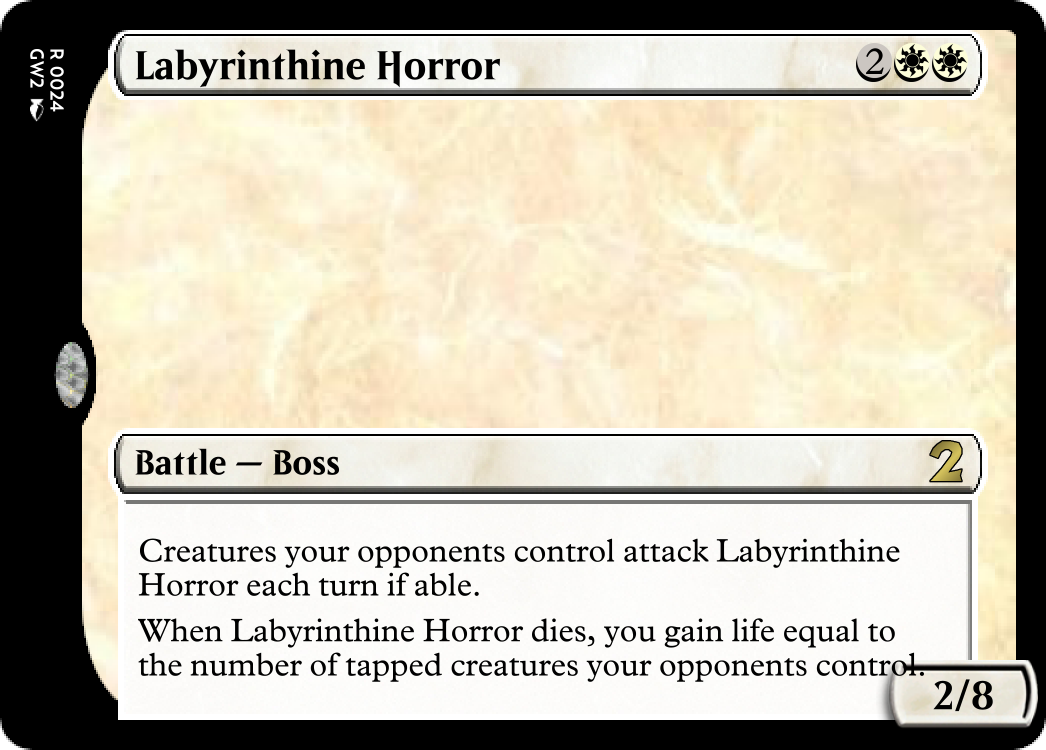 Labyrinthine Horror 2
R 0024
GW2
Battle — Boss 2
Creatures your opponents control attack Labyrinthine
Horror each turn if able.
When Labyrinthine Horror dies, you gain life equal to
the number of tapped creatures your opponents control.
2/8